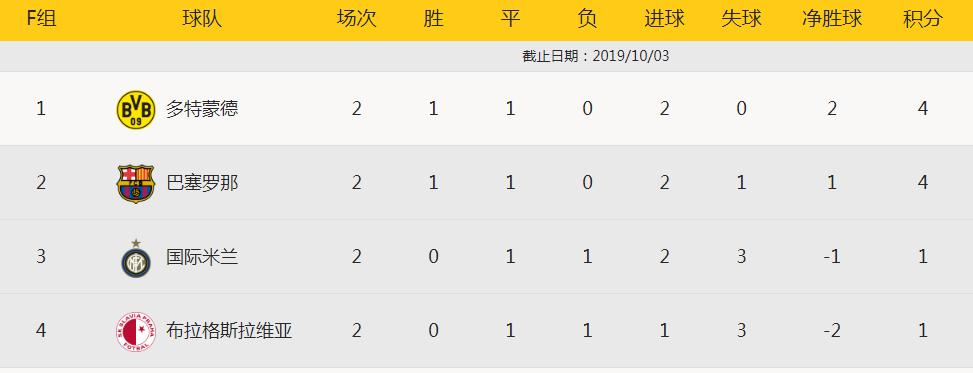 F组 球队 场次 胜 平 负 进球 失球 净胜球 积分
截止日期：2019/10/03
1 BVB 09 多特蒙德 2 1 1 0 2 0 2 4
2 FCB 巴塞罗那 2 1 1 0 2 1 1 4
3 国际米兰 2 0 1 1 2 3 -1 1
4 SK SLAVIA PRAHA FOTBAL 布拉格斯拉维亚 2 0 1 1 1 3 -2 1